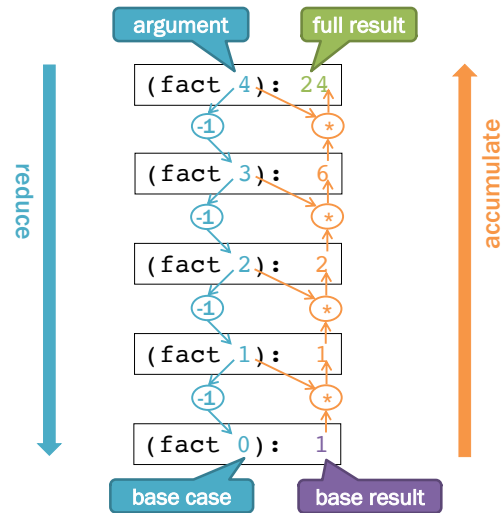 argument full result
(fact 4): 24
-1 *
(fact 3): 6
-1 *
(fact 2): 2
-1 *
(fact 1): 1
-1 *
(fact 0): 1
base case base result
reduce
accumulate